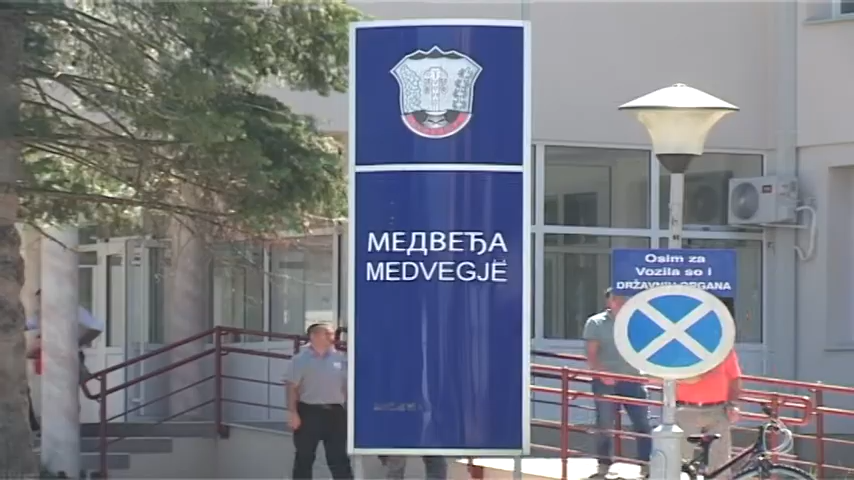 МЕДВЕЂА
MEDVEGJË
Osim za
Vozila so i
DRŽAVNIH ORGANA